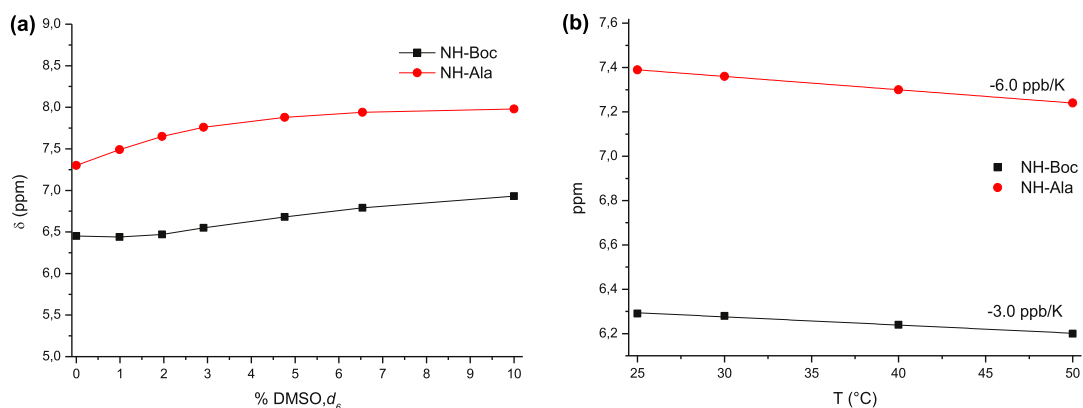 (a)
9,0
8,5
8,0
7,5
7,0
6,5
6,0
5,5
5,0
δ (ppm)
NH-Boc
NH-Ala
0 1 2 3 4 5 6 7 8 9 10
% DMSO,d₆
(b)
7,6
7,4
7,2
7,0
6,8
6,6
6,4
6,2
ppm
-6.0 ppb/K
NH-Boc
NH-Ala
-3.0 ppb/K
25 30 35 40 45 50
T (°C)